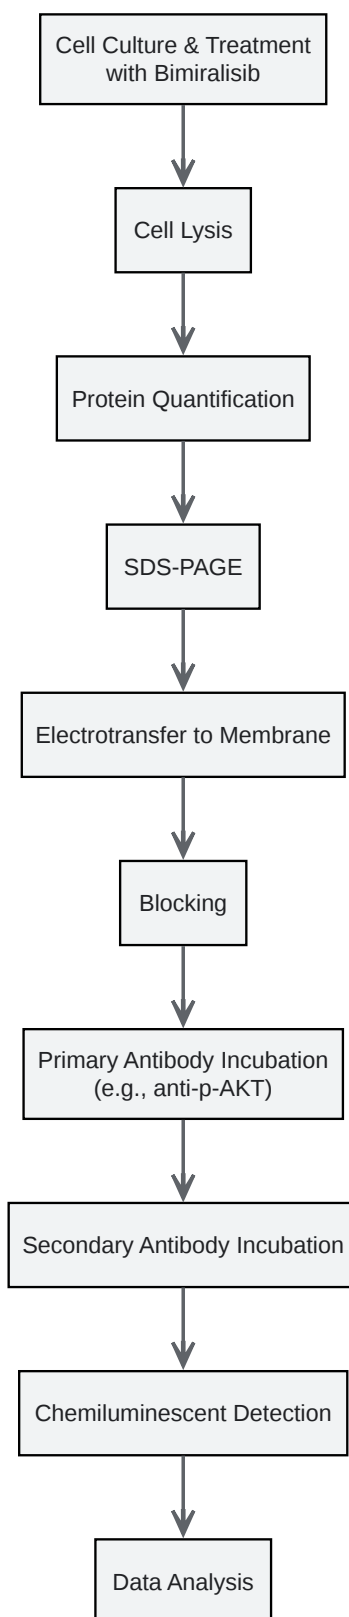 Cell Culture & Treatment
with Bimiralisib
Cell Lysis
Protein Quantification
SDS-PAGE
Electrotransfer to Membrane
Blocking
Primary Antibody Incubation
(e.g., anti-p-AKT)
Secondary Antibody Incubation
Chemiluminescent Detection
Data Analysis